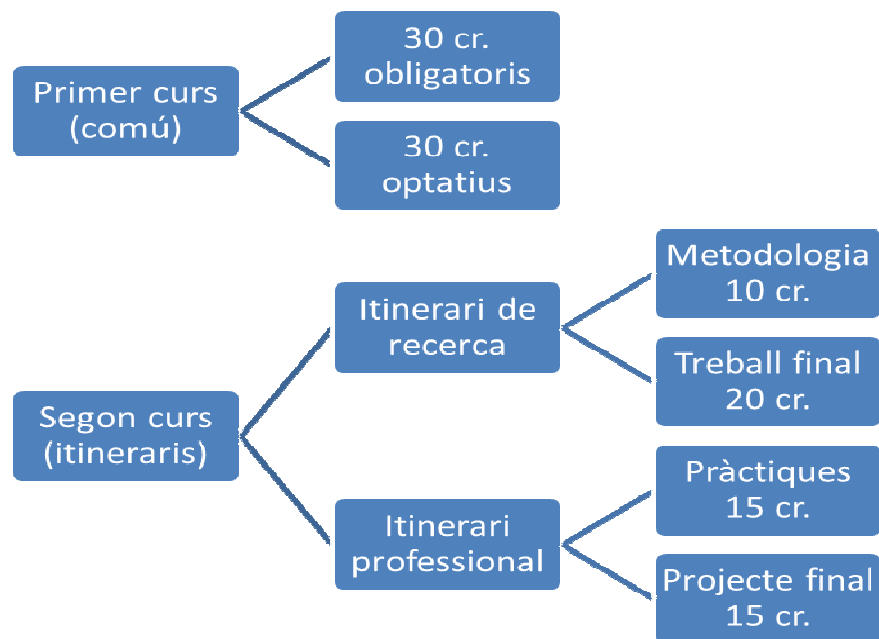 Primer curs
(comú)
30 cr.
obligatoris
30 cr.
optatius
Segon curs
(itineraris)
Itinerari de
recerca
Metodologia
10 cr.
Treball final
20 cr.
Itinerari
professional
Pràctiques
15 cr.
Projecte final
15 cr.